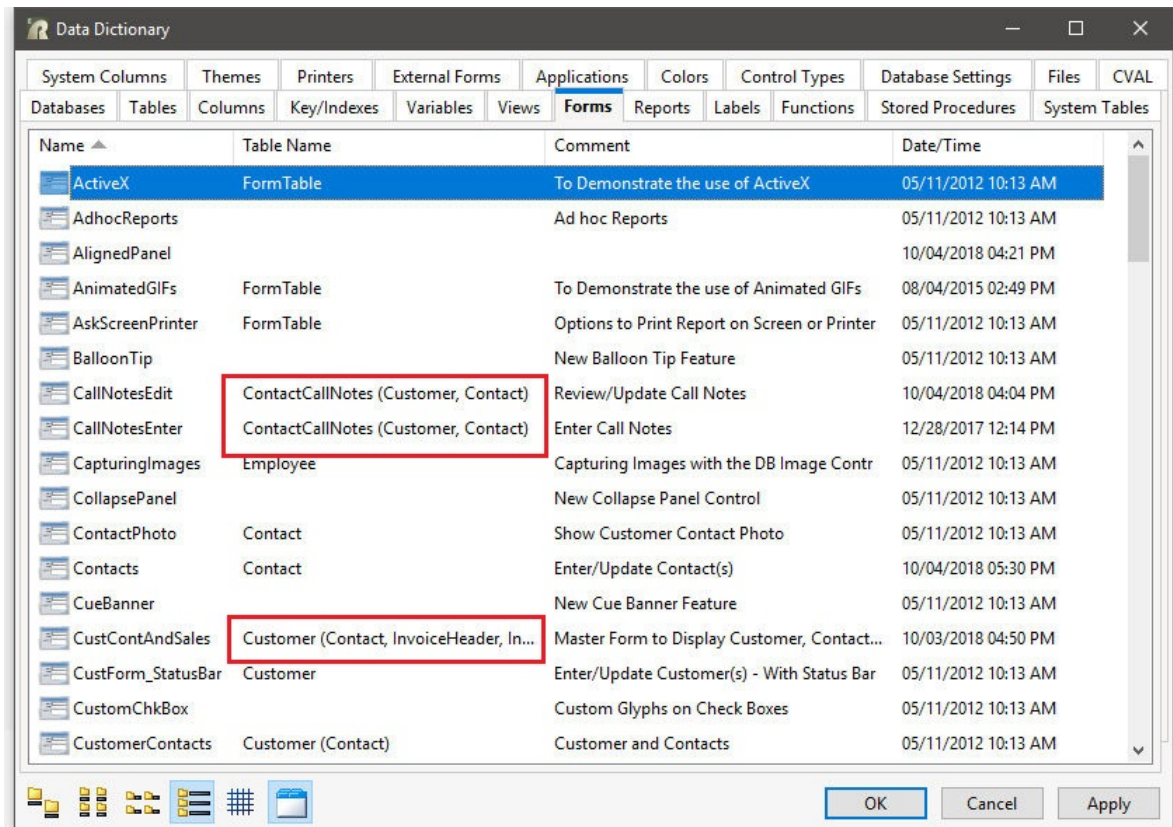 Data Dictionary
System Columns Themes Printers External Forms Applications Colors Control Types Database Settings Files CVAL
Databases Tables Columns Key/Indexes Variables Views Forms Reports Labels Functions Stored Procedures System Tables
Name Table Name Comment Date/Time
ActiveX FormTable To Demonstrate the use of ActiveX 05/11/2012 10:13 AM
AdhocReports Ad hoc Reports 05/11/2012 10:13 AM
AlignedPanel 10/04/2018 04:21 PM
AnimatedGIFs FormTable To Demonstrate the use of Animated GIFs 08/04/2015 02:49 PM
AskScreenPrinter FormTable Options to Print Report on Screen or Printer 05/11/2012 10:13 AM
BalloonTip New Balloon Tip Feature 05/11/2012 10:13 AM
CallNotesEdit ContactCallNotes (Customer, Contact) Review/Update Call Notes 10/04/2018 04:04 PM
CallNotesEnter ContactCallNotes (Customer, Contact) Enter Call Notes 12/28/2017 12:14 PM
CapturingImages Employee Capturing Images with the DB Image Contr 05/11/2012 10:13 AM
CollapsePanel New Collapse Panel Control 05/11/2012 10:13 AM
ContactPhoto Contact Show Customer Contact Photo 05/11/2012 10:13 AM
Contacts Contact Enter/Update Contact(s) 10/04/2018 05:30 PM
CueBanner New Cue Banner Feature 05/11/2012 10:13 AM
CustContAndSales Customer (Contact, InvoiceHeader, In... Master Form to Display Customer, Contact... 10/03/2018 04:50 PM
CustForm_StatusBar Customer Enter/Update Customer(s) - With Status Bar 05/11/2012 10:13 AM
CustomChkBox Custom Glyphs on Check Boxes 05/11/2012 10:13 AM
CustomerContacts Customer (Contact) Customer and Contacts 05/11/2012 10:13 AM
OK Cancel Apply